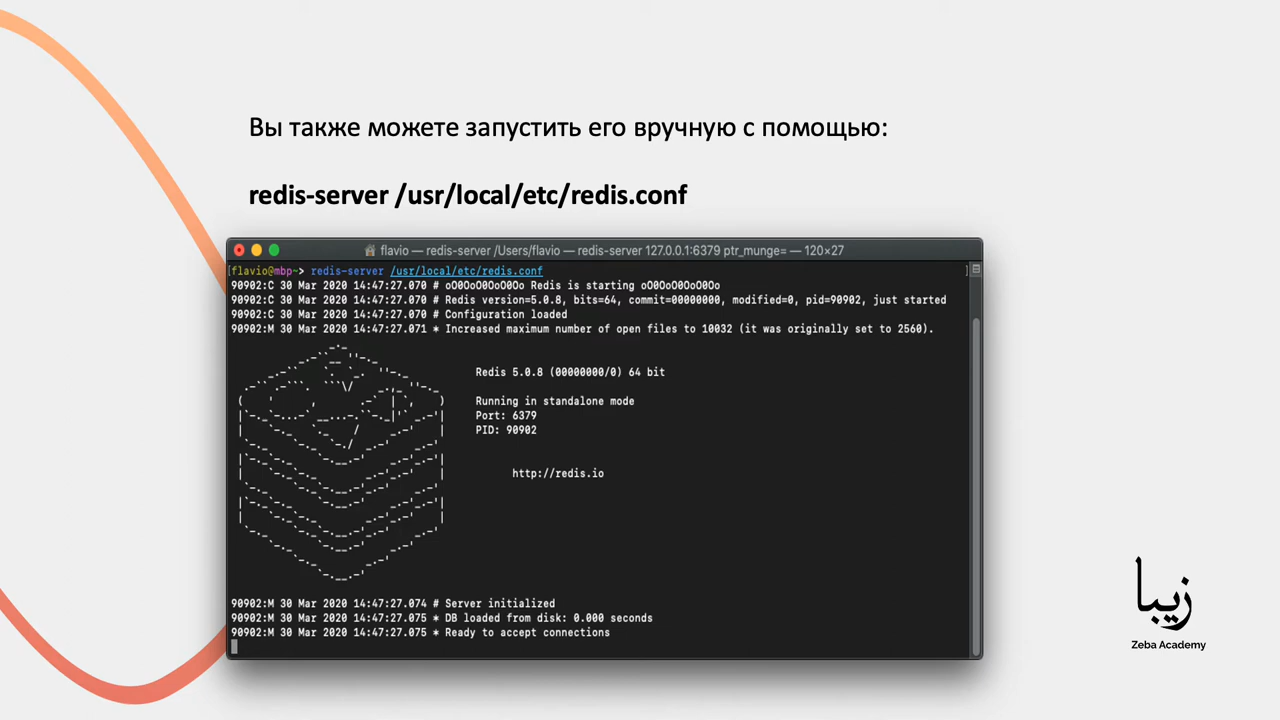 Вы также можете запустить его вручную с помощью:
redis-server /usr/local/etc/redis.conf
flavio — redis-server /Users/flavio — redis-server 127.0.0.1:6379 ptr_munge= — 120×27
[flavio@mbp~> redis-server /usr/local/etc/redis.conf ]
90902:C 30 Mar 2020 14:47:27.070 # oO0OoO0OoO0Oo Redis is starting oO0OoO0OoO0Oo
90902:C 30 Mar 2020 14:47:27.070 # Redis version=5.0.8, bits=64, commit=00000000, modified=0, pid=90902, just started
90902:C 30 Mar 2020 14:47:27.070 # Configuration loaded
90902:M 30 Mar 2020 14:47:27.071 * Increased maximum number of open files to 10032 (it was originally set to 2560).
Redis 5.0.8 (00000000/0) 64 bit
Running in standalone mode
Port: 6379
PID: 90902
http://redis.io
90902:M 30 Mar 2020 14:47:27.074 # Server initialized
90902:M 30 Mar 2020 14:47:27.075 * DB loaded from disk: 0.000 seconds
90902:M 30 Mar 2020 14:47:27.075 * Ready to accept connections
زیبا
Zeba Academy